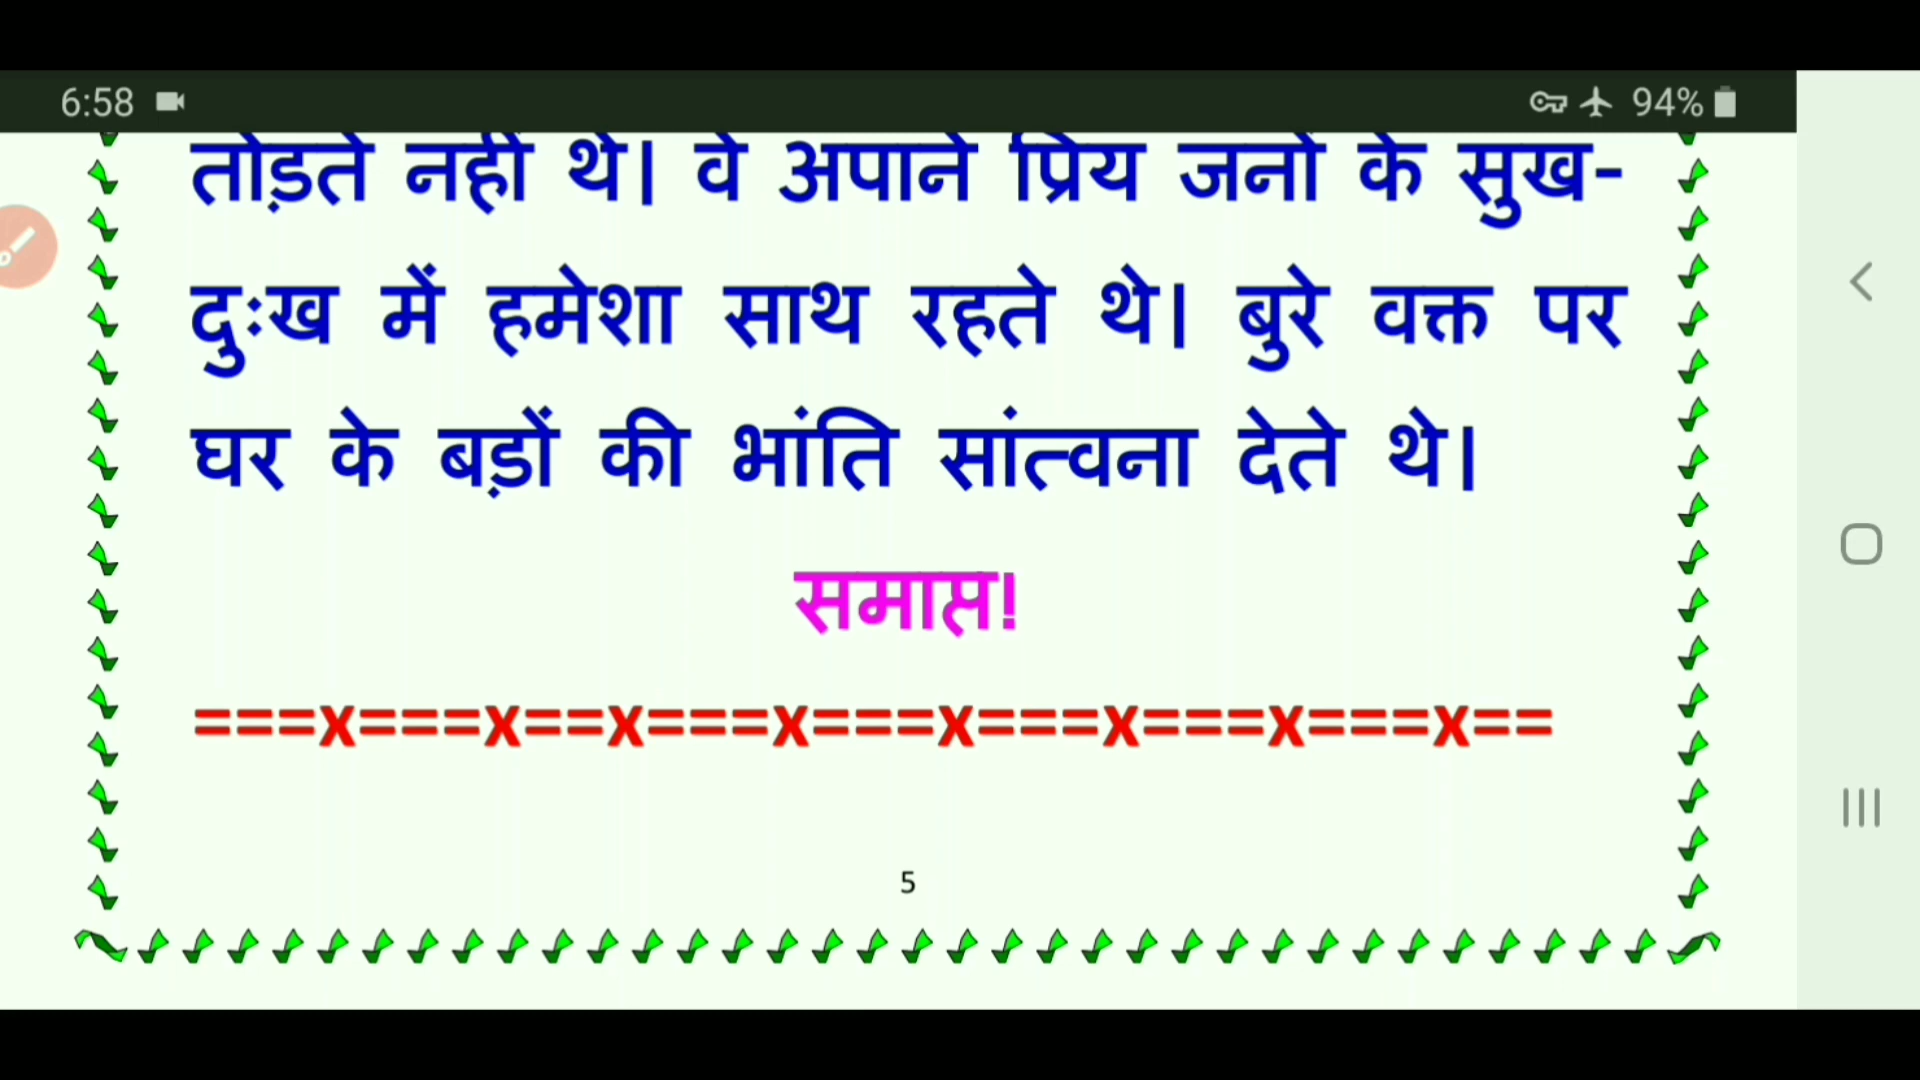 6:58 94%
तोड़ते नहीं थे। वे अपाने प्रिय जनों के सुख-
दुःख में हमेशा साथ रहते थे। बुरे वक्त पर
घर के बड़ों की भांति सांत्वना देते थे।
समाप्त!
===x===x==x===x===x===x===x===x==
5